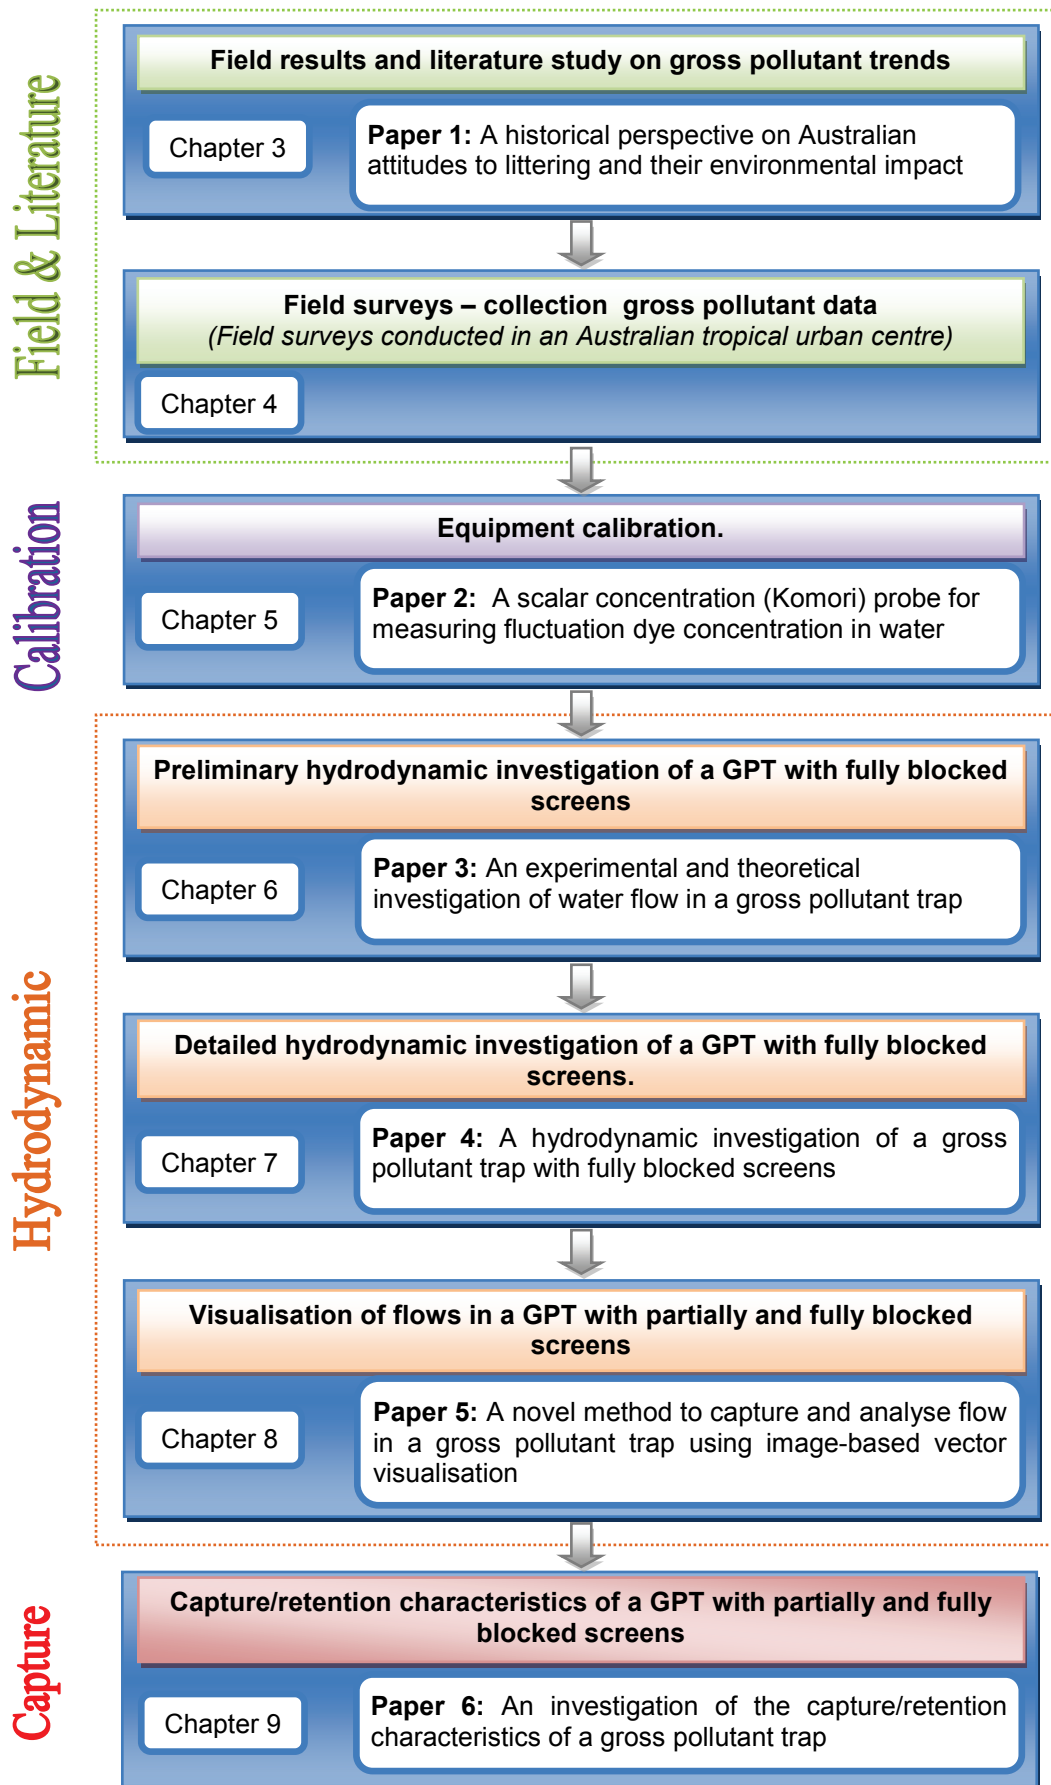 Field & Literature
Field results and literature study on gross pollutant trends
Chapter 3
Paper 1: A historical perspective on Australian
attitudes to littering and their environmental impact
Field surveys – collection  gross pollutant data
(Field surveys conducted in an Australian tropical urban centre)
Chapter 4
Calibration
Equipment calibration.
Chapter 5
Paper 2:  A scalar concentration (Komori) probe for
measuring fluctuation dye concentration in water
Hydrodynamic
Preliminary hydrodynamic investigation of a GPT with fully blocked
screens
Chapter 6
Paper 3: An experimental and theoretical
investigation of water flow in a gross pollutant trap
Detailed hydrodynamic investigation of a GPT with fully blocked
screens.
Chapter 7
Paper 4: A hydrodynamic investigation of a gross
pollutant trap with fully blocked screens
Visualisation of flows in a GPT with partially and fully blocked
screens
Chapter 8
Paper 5: A novel method to capture and analyse flow
in a gross pollutant trap using image-based vector
visualisation
Capture
Capture/retention characteristics of a GPT with partially and fully
blocked screens
Chapter 9
Paper 6: An investigation of the capture/retention
characteristics of a gross pollutant trap